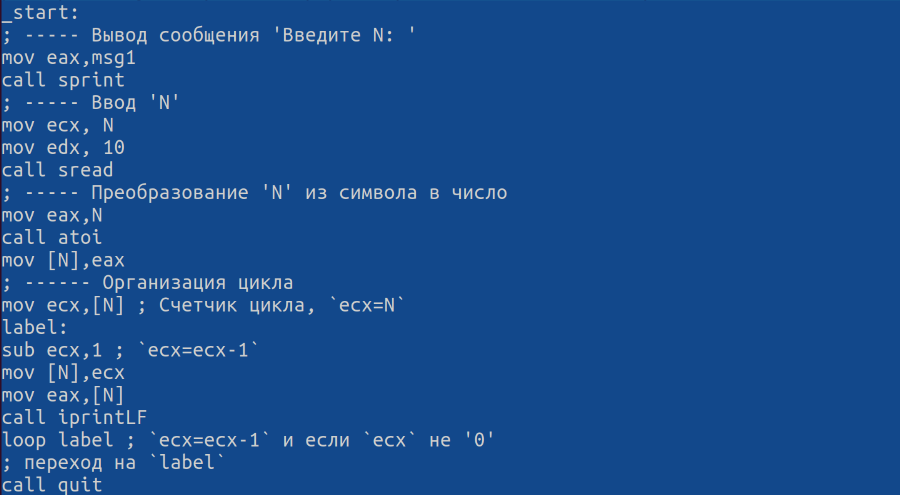 _start:
; ----- Вывод сообщения 'Введите N: '
mov eax,msg1
call sprint
; ----- Ввод 'N'
mov ecx, N
mov edx, 10
call sread
; ----- Преобразование 'N' из символа в число
mov eax,N
call atoi
mov [N],eax
; ------ Организация цикла
mov ecx,[N] ; Счетчик цикла, `ecx=N`
label:
sub ecx,1 ; `ecx=ecx-1`
mov [N],ecx
mov eax,[N]
call iprintLF
loop label ; `ecx=ecx-1` и если `ecx` не '0'
; переход на `label`
call quit